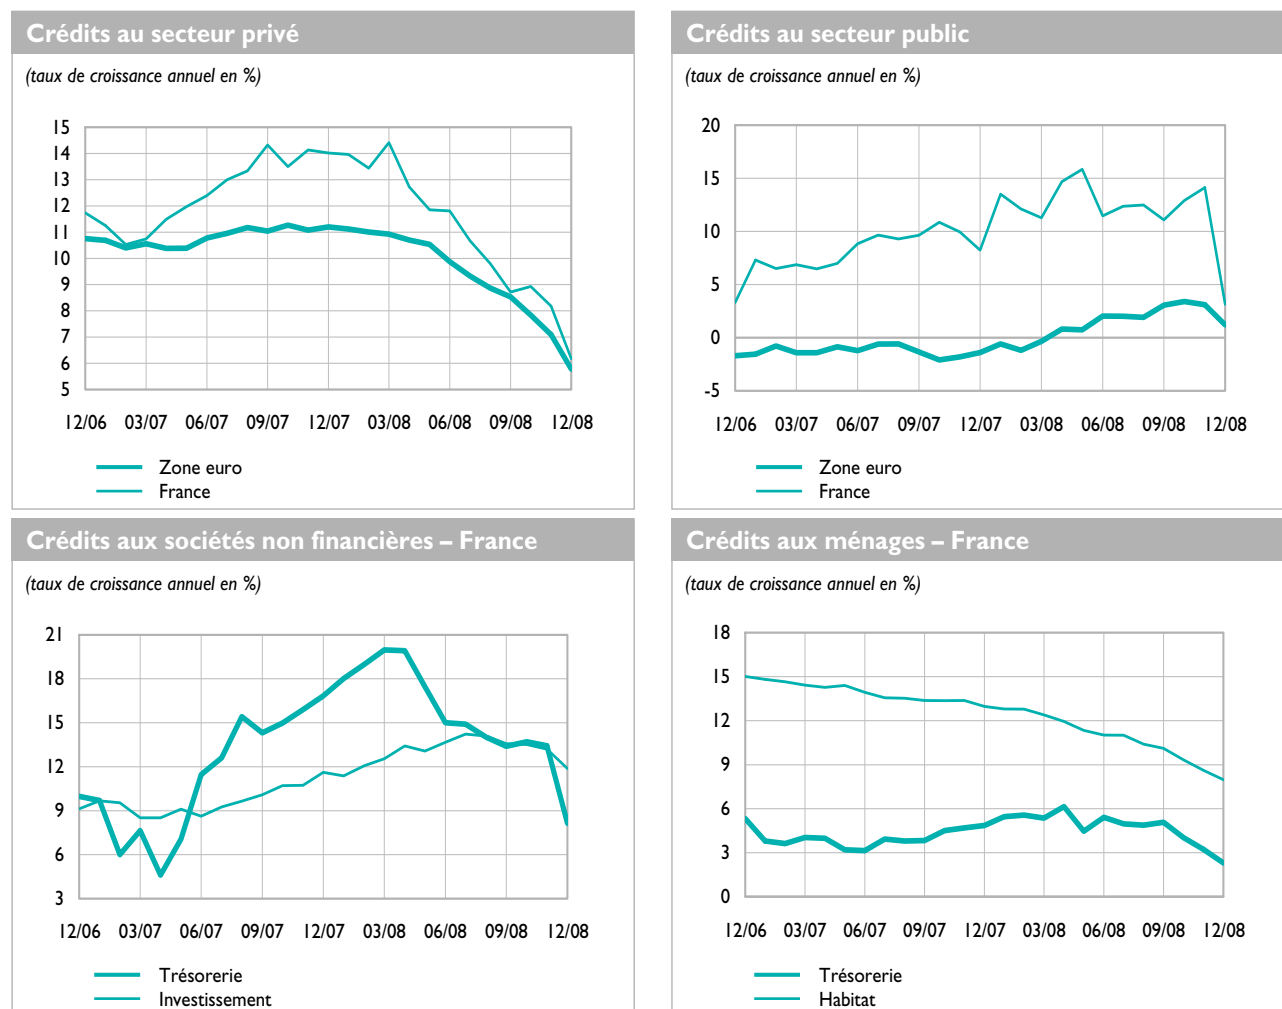 Crédits au secteur privé
(taux de croissance annuel en %)
15
14
13
12
11
10
9
8
7
6
5
12/06 03/07 06/07 09/07 12/07 03/08 06/08 09/08 12/08
Zone euro
France
Crédits au secteur public
(taux de croissance annuel en %)
20
15
10
5
0
-5
12/06 03/07 06/07 09/07 12/07 03/08 06/08 09/08 12/08
Zone euro
France
Crédits aux sociétés non financières – France
(taux de croissance annuel en %)
21
18
15
12
9
6
3
12/06 03/07 06/07 09/07 12/07 03/08 06/08 09/08 12/08
Trésorerie
Investissement
Crédits aux ménages – France
(taux de croissance annuel en %)
18
15
12
9
6
3
0
12/06 03/07 06/07 09/07 12/07 03/08 06/08 09/08 12/08
Trésorerie
Habitat